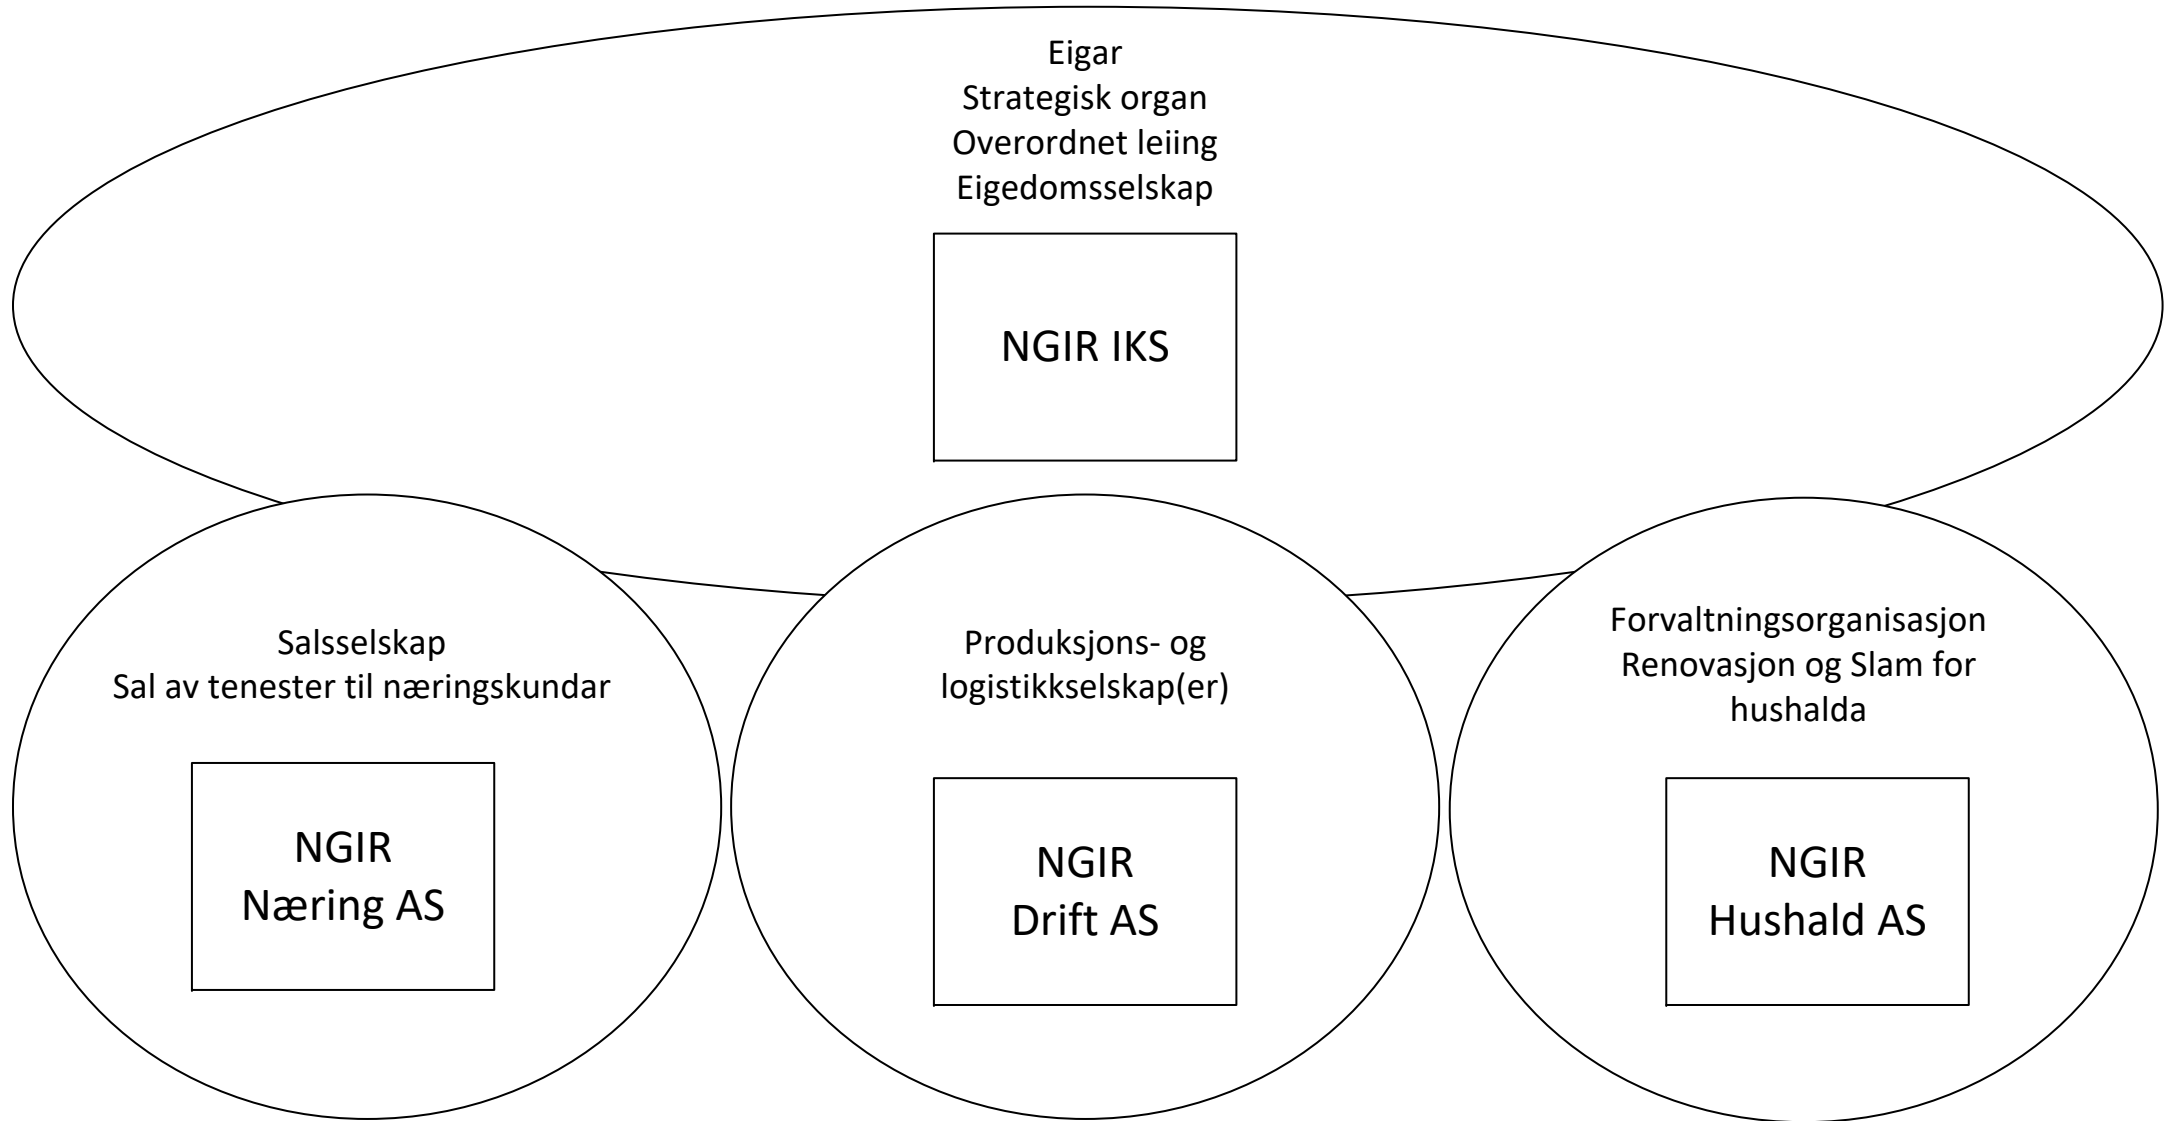 Eigar
Strategisk organ
Overordnet leiing
Eigedomsselskap
NGIR IKS
Salsselskap
Sal av tenester til næringskundar
NGIR
Næring AS
Produksjons- og
logistikkselskap(er)
NGIR
Drift AS
Forvaltningsorganisasjon
Renovasjon og Slam for
hushalda
NGIR
Hushald AS